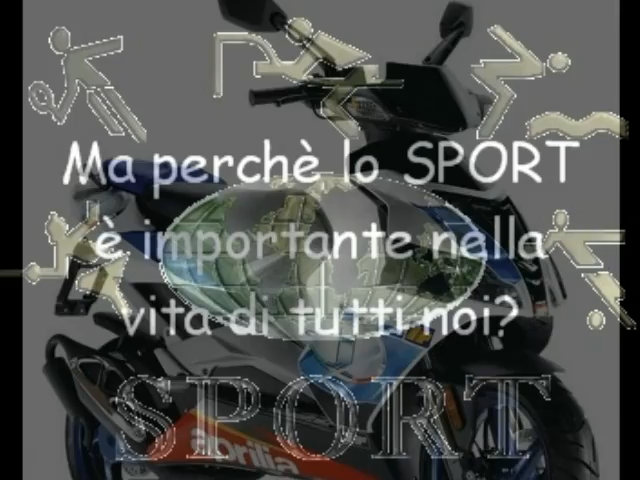 Ma perchè lo SPORT
è importante nella
vita di tutti noi?
SPORT
aprilia